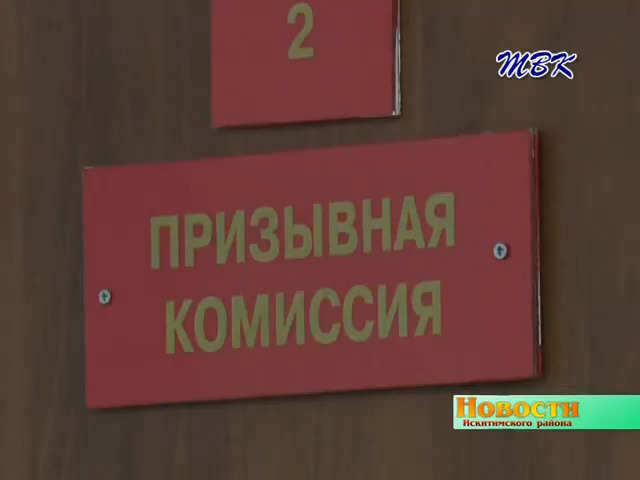 2
ТВК
ПРИЗЫВНАЯ
КОМИССИЯ
Новости
Искитимского района